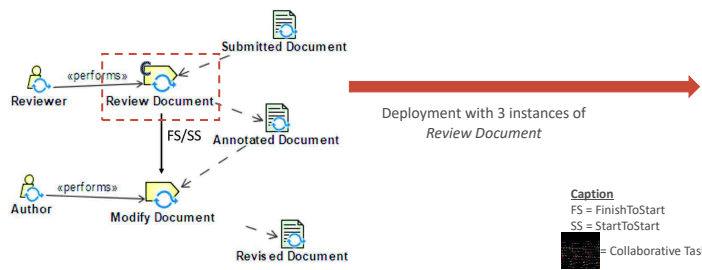 Submitted Document
«performs»
C
Reviewer
Review Document
FS/SS
Annotated Document
«performs»
Author
Modify Document
Revised Document
Deployment with 3 instances of
Review Document
Caption
FS = FinishToStart
SS = StartToStart
= Collaborative Tas